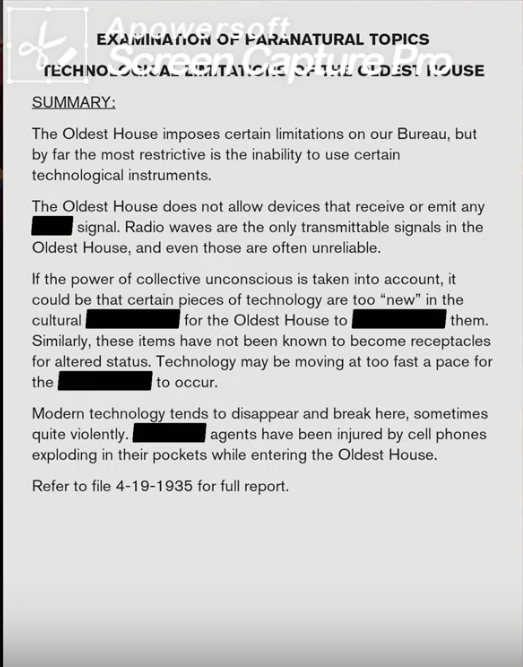 Apowersoft
Screen Capture Pro
EXAMINATION OF PARANATURAL TOPICS
TECHNOLOGICAL LIMITATIONS OF THE OLDEST HOUSE
SUMMARY:
The Oldest House imposes certain limitations on our Bureau, but
by far the most restrictive is the inability to use certain
technological instruments.
The Oldest House does not allow devices that receive or emit any
signal. Radio waves are the only transmittable signals in the
Oldest House, and even those are often unreliable.
If the power of collective unconscious is taken into account, it
could be that certain pieces of technology are too “new” in the
cultural for the Oldest House to them.
Similarly, these items have not been known to become receptacles
for altered status. Technology may be moving at too fast a pace for
the to occur.
Modern technology tends to disappear and break here, sometimes
quite violently. agents have been injured by cell phones
exploding in their pockets while entering the Oldest House.
Refer to file 4-19-1935 for full report.